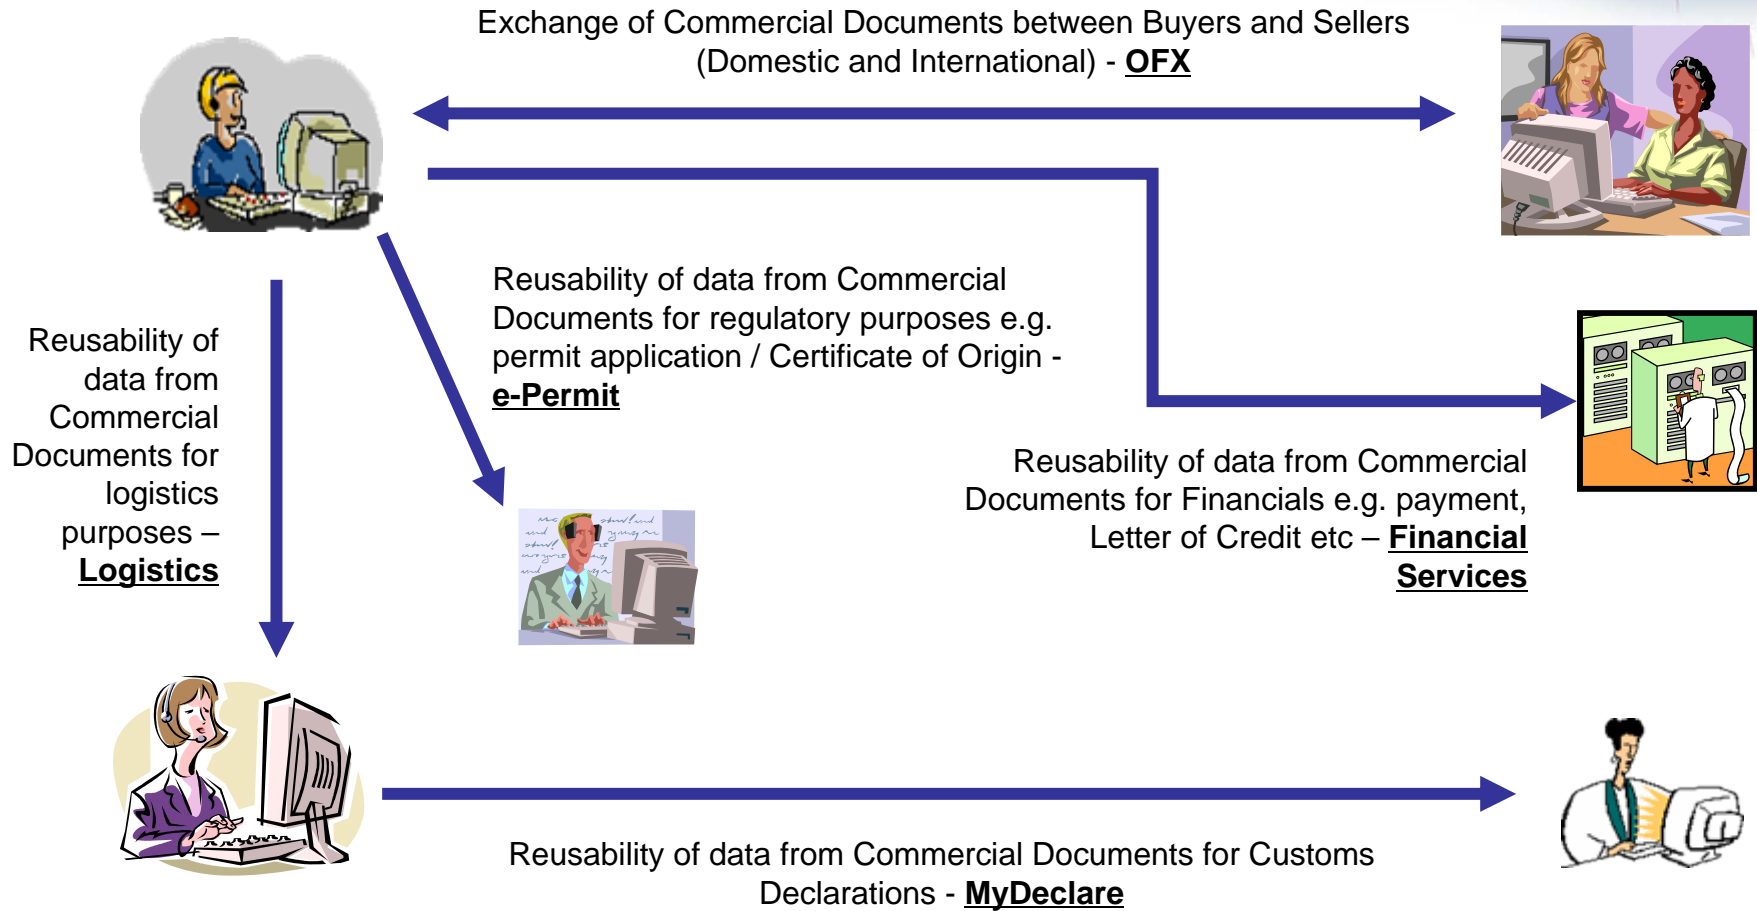 Exchange of Commercial Documents between Buyers and Sellers
(Domestic and International) - OFX
Reusability of data from Commercial
Documents for regulatory purposes e.g.
permit application / Certificate of Origin -
e-Permit
Reusability of
data from
Commercial
Documents for
logistics
purposes –
Logistics
Reusability of data from Commercial
Documents for Financials e.g. payment,
Letter of Credit etc – Financial
Services
Reusability of data from Commercial Documents for Customs
Declarations - MyDeclare